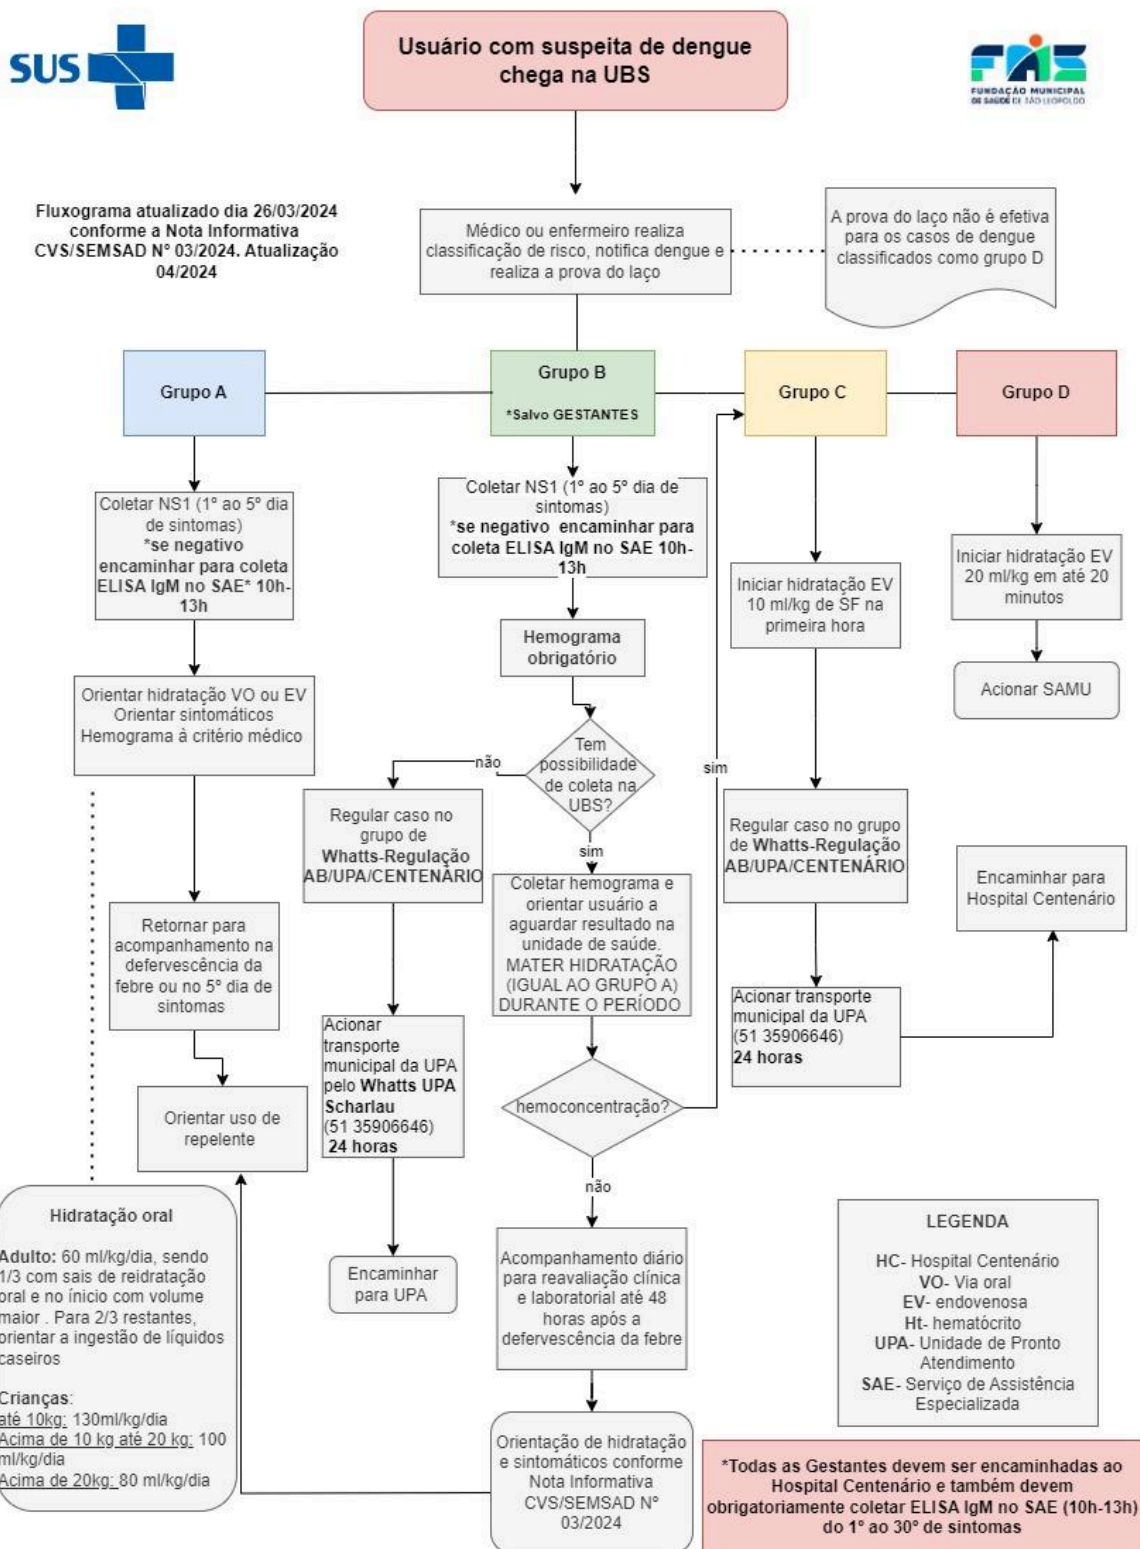 SUS
Usuário com suspeita de dengue
chega na UBS
FMS
FUNDAÇÃO MUNICIPAL
DE SAÚDE DE SÃO LEOPOLDO
Fluxograma atualizado dia 26/03/2024
conforme a Nota Informativa
CVS/SEMSAD Nº 03/2024. Atualização
04/2024
Médico ou enfermeiro realiza
classificação de risco, notifica dengue e
realiza a prova do laço
A prova do laço não é efetiva
para os casos de dengue
classificados como grupo D
Grupo A
Grupo B
*Salvo GESTANTES
Grupo C
Grupo D
Coletar NS1 (1º ao 5º dia
de sintomas)
*se negativo
encaminhar para coleta
ELISA IgM no SAE* 10h-
13h
Orientar hidratação VO ou EV
Orientar sintomáticos
Hemograma à critério médico
Retornar para
acompanhamento na
defervescência da
febre ou no 5º dia de
sintomas
Orientar uso de
repelente
Hidratação oral
Adulto: 60 ml/kg/dia, sendo
1/3 com sais de reidratação
oral e no ínicio com volume
maior . Para 2/3 restantes,
orientar a ingestão de líquidos
caseiros
Crianças:
até 10kg: 130ml/kg/dia
Acima de 10 kg até 20 kg: 100
ml/kg/dia
Acima de 20kg: 80 ml/kg/dia
Coletar NS1 (1º ao 5º dia de
sintomas)
*se negativo encaminhar para
coleta ELISA IgM no SAE 10h-
13h
Hemograma
obrigatório
Tem
possibilidade
de coleta na
UBS?
não
Regular caso no
grupo de
Whatts-Regulação
AB/UPA/CENTENÁRIO
Acionar
transporte
municipal da UPA
pelo Whatts UPA
Scharlau
(51 35906646)
24 horas
Encaminhar
para UPA
sim
Coletar hemograma e
orientar usuário a
aguardar resultado na
unidade de saúde.
MATER HIDRATAÇÃO
(IGUAL AO GRUPO A)
DURANTE O PERÍODO
hemoconcentração?
sim
não
Acompanhamento diário
para reavaliação clínica
e laboratorial até 48
horas após a
defervescência da febre
Orientação de hidratação
e sintomáticos conforme
Nota Informativa
CVS/SEMSAD Nº
03/2024
Iniciar hidratação EV
10 ml/kg de SF na
primeira hora
Regular caso no grupo
de Whatts-Regulação
AB/UPA/CENTENÁRIO
Acionar transporte
municipal da UPA
(51 35906646)
24 horas
Encaminhar para
Hospital Centenário
Iniciar hidratação EV
20 ml/kg em até 20
minutos
Acionar SAMU
LEGENDA
HC- Hospital Centenário
VO- Via oral
EV- endovenosa
Ht- hematócrito
UPA- Unidade de Pronto
Atendimento
SAE- Serviço de Assistência
Especializada
*Todas as Gestantes devem ser encaminhadas ao
Hospital Centenário e também devem
obrigatoriamente coletar ELISA IgM no SAE (10h-13h)
do 1º ao 30º de sintomas